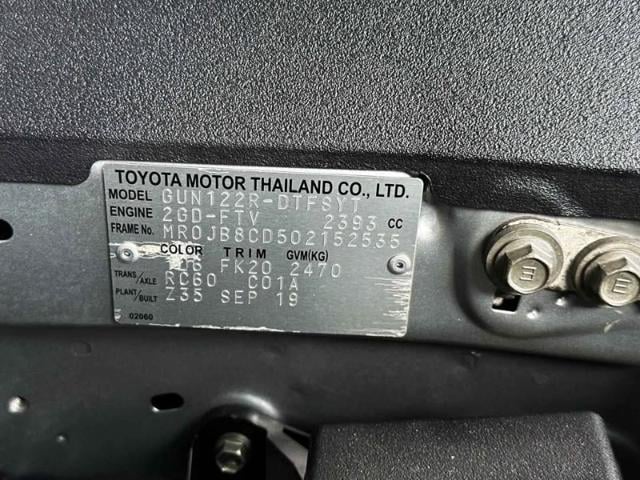 TOYOTA MOTOR THAILAND CO., LTD.
MODEL GUN122R-DTFSYT
ENGINE 2GD-FTV 2393 CC
FRAME No. MR0JB8CD502152535
COLOR TRIM GVM(KG)
FK20 2470
TRANS/AXLE RC60 C01A
PLANT/BUILT Z35 SEP 19
02060
E
E